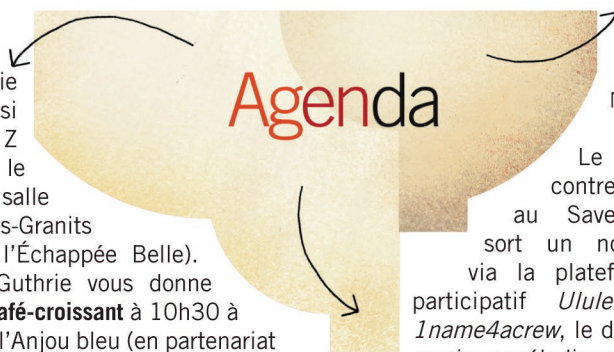 Agenda
ie
si
Z
le
salle
s-Granits
l'Échappée Belle).
Guthrie vous donne
afé-croissant à 10h30 à
l'Anjou bleu (en partenariat
Le
contre
au Save
sort un no
via la platef
participatif Ulule
1name4acrew, le d